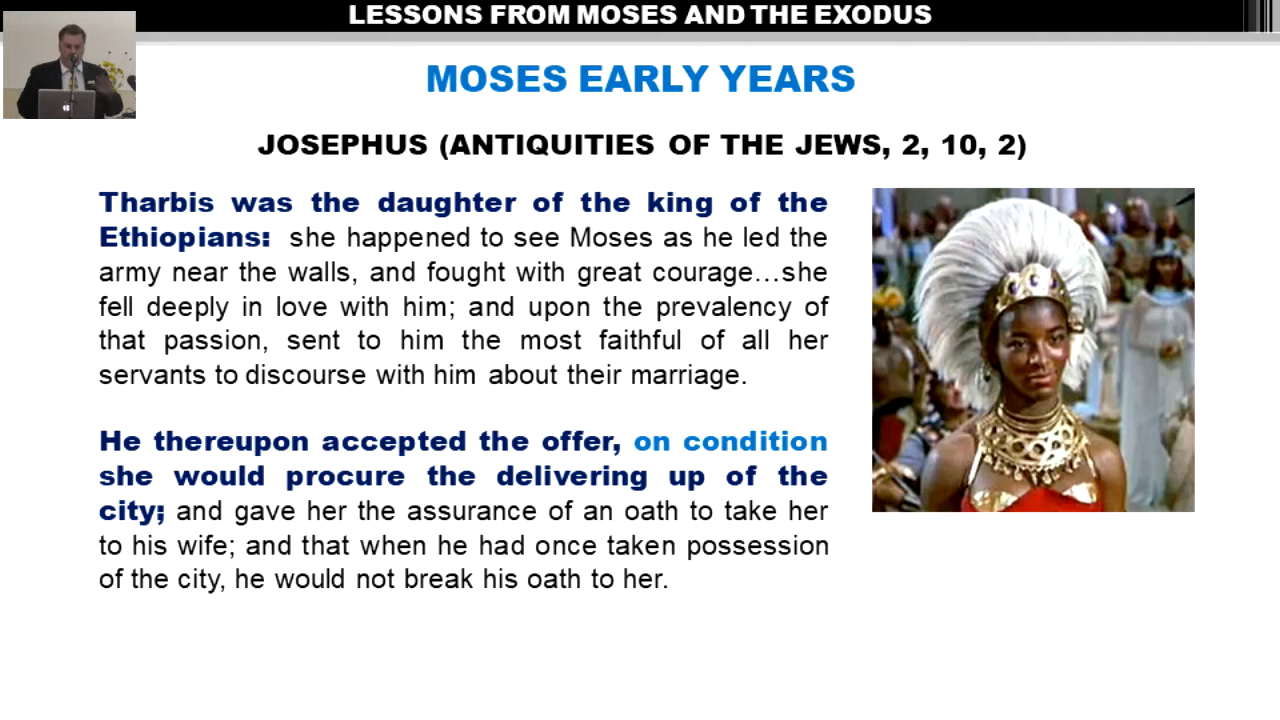 LESSONS FROM MOSES AND THE EXODUS
MOSES EARLY YEARS
JOSEPHUS (ANTIQUITIES OF THE JEWS, 2, 10, 2)
Tharbis was the daughter of the king of the
Ethiopians: she happened to see Moses as he led the
army near the walls, and fought with great courage…she
fell deeply in love with him; and upon the prevalency of
that passion, sent to him the most faithful of all her
servants to discourse with him about their marriage.
He thereupon accepted the offer, on condition
she would procure the delivering up of the
city; and gave her the assurance of an oath to take her
to his wife; and that when he had once taken possession
of the city, he would not break his oath to her.